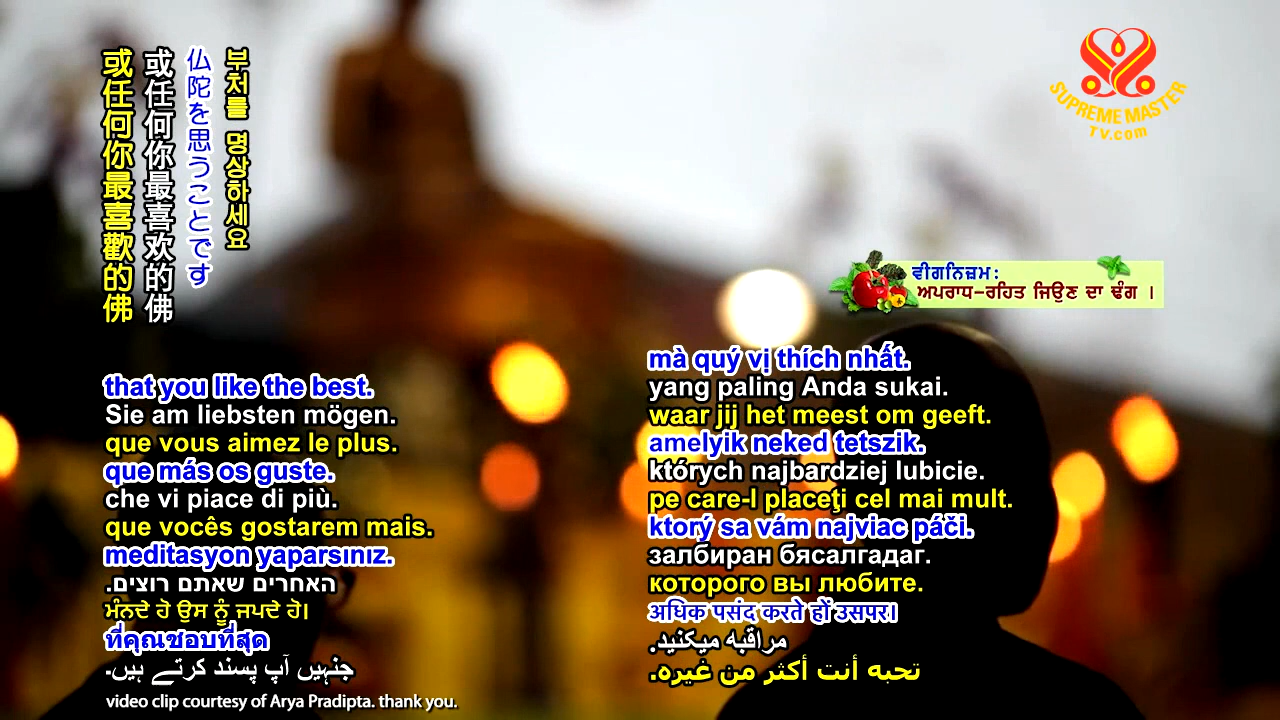 부처를 명상하세요
仏陀を思うことです
或任何你最喜欢的佛
或任何你最喜歡的佛
SUPREME MASTER
TV.com
ਵੀਗਨਿਜ਼ਮ:
ਅਪਰਾਧ-ਰਹਿਤ ਜਿਉਣ ਦਾ ਢੰਗ ।
that you like the best.
Sie am liebsten mögen.
que vous aimez le plus.
que más os guste.
che vi piace di più.
que vocês gostarem mais.
meditasyon yaparsınız.
האחרים שאתם רוצים.
ਮੰਨਦੇ ਹੋ ਉਸ ਨੂੰ ਜਪਦੇ ਹੋ।
ที่คุณชอบที่สุด
جنہیں آپ پسند کرتے ہیں۔
mà quý vị thích nhất.
yang paling Anda sukai.
waar jij het meest om geeft.
amelyik neked tetszik.
których najbardziej lubicie.
pe care-l placeţi cel mai mult.
ktorý sa vám najviac páči.
залбиран бясалгадаг.
которого вы любите.
अधिक पसंद करते हों उसपर।
مراقبه میکنید.
تحبه أنت أكثر من غيره.
video clip courtesy of Arya Pradipta. thank you.